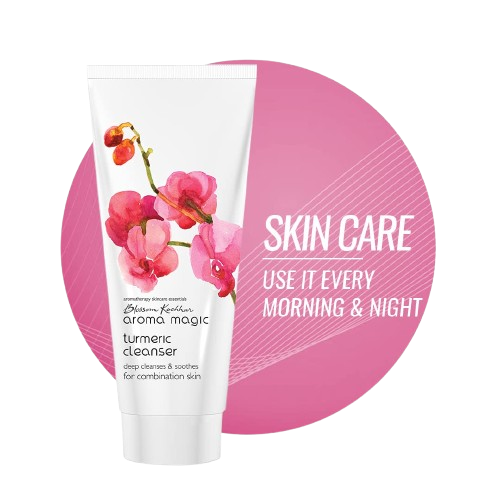 aromatherapy skincare essentials
Blossom Kochhar
aroma magic
turmeric
cleanser
deep cleanses & soothes
for combination skin
SKIN CARE
USE IT EVERY
MORNING & NIGHT